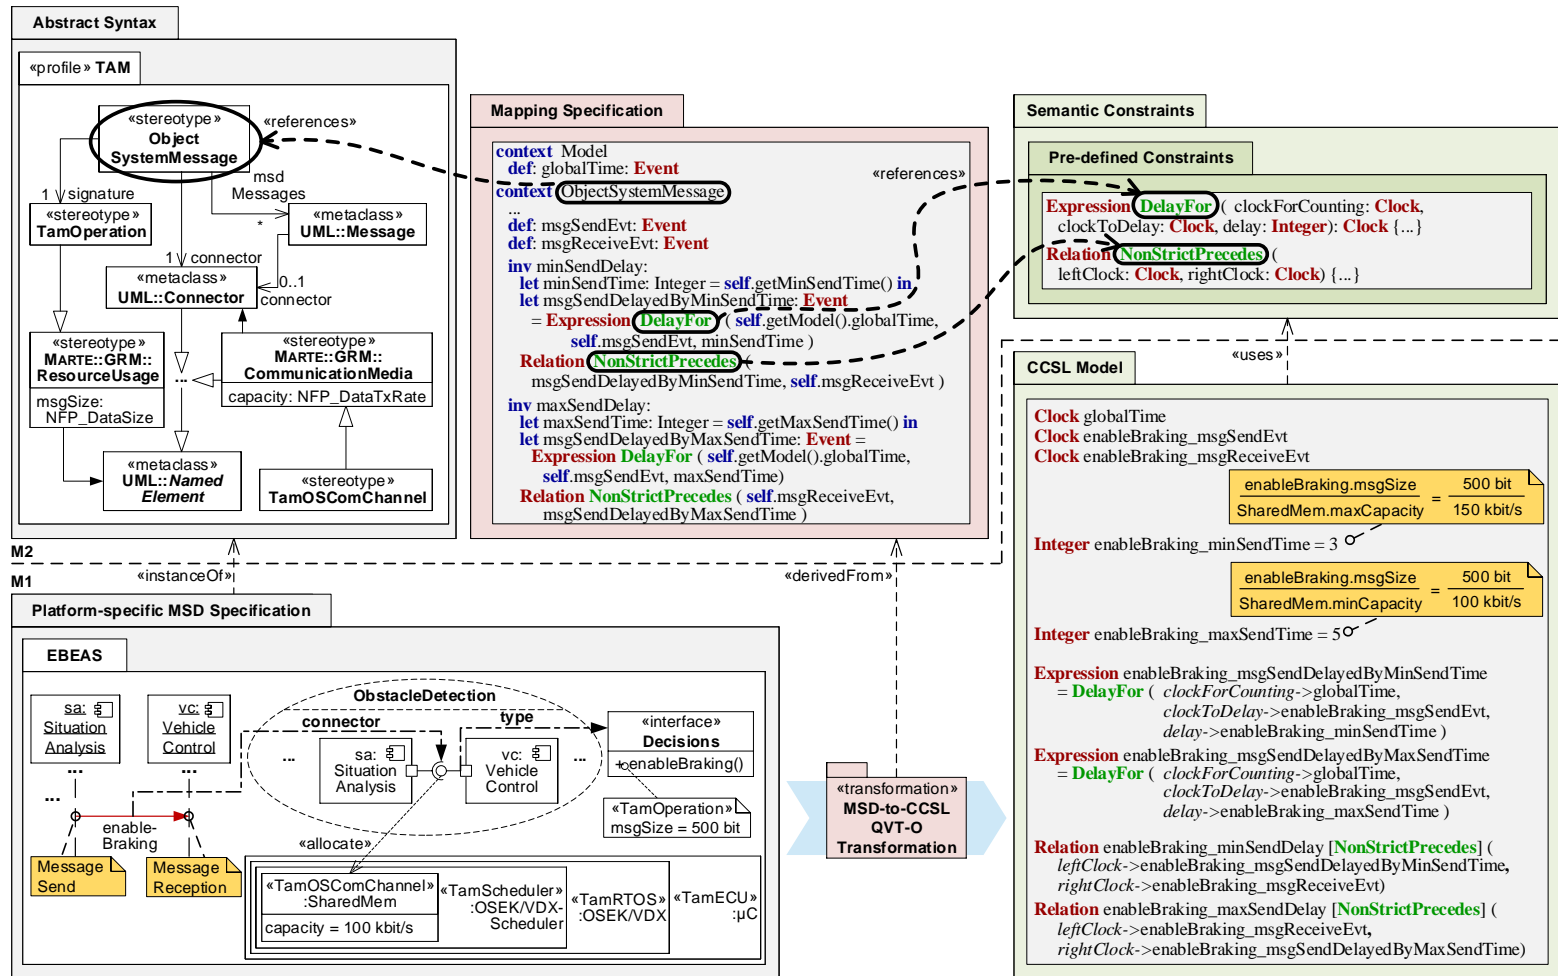 Abstract Syntax
«profile» TAM
«stereotype»
Object
SystemMessage
«references»
msd
Messages
1
signature
*
«stereotype»
TamOperation
«metaclass»
UML::Message
1
connector
0..1
connector
«metaclass»
UML::Connector
«stereotype»
MARTE::GRM::
ResourceUsage
msgSize:
NFP_DataSize
...
«stereotype»
MARTE::GRM::
CommunicationMedia
capacity: NFP_DataTxRate
«metaclass»
UML::Named
Element
«stereotype»
TamOSComChannel
Mapping Specification
context Model
def: globalTime: Event
context ObjectSystemMessage
...
def: msgSendEvt: Event
def: msgReceiveEvt: Event
inv minSendDelay:
let minSendTime: Integer = self.getMinSendTime() in
let msgSendDelayedByMinSendTime: Event
= Expression DelayFor ( self.getModel().globalTime,
self.msgSendEvt, minSendTime )
Relation NonStrictPrecedes (
msgSendDelayedByMinSendTime, self.msgReceiveEvt )
inv maxSendDelay:
let maxSendTime: Integer = self.getMaxSendTime() in
let msgSendDelayedByMaxSendTime: Event =
Expression DelayFor ( self.getModel().globalTime,
self.msgSendEvt, maxSendTime)
Relation NonStrictPrecedes ( self.msgReceiveEvt,
msgSendDelayedByMaxSendTime )
«references»
Semantic Constraints
Pre-defined Constraints
Expression DelayFor ( clockForCounting: Clock,
clockToDelay: Clock, delay: Integer): Clock {...}
Relation NonStrictPrecedes (
leftClock: Clock, rightClock: Clock) {...}
«uses»
M2
M1
«instanceOf»
«derivedFrom»
CCSL Model
Clock globalTime
Clock enableBraking_msgSendEvt
Clock enableBraking_msgReceiveEvt
enableBraking.msgSize
SharedMem.maxCapacity
=
500 bit
150 kbit/s
Integer enableBraking_minSendTime = 3
enableBraking.msgSize
SharedMem.minCapacity
=
500 bit
100 kbit/s
Integer enableBraking_maxSendTime = 5
Expression enableBraking_msgSendDelayedByMinSendTime
= DelayFor ( clockForCounting->globalTime,
clockToDelay->enableBraking_msgSendEvt,
delay->enableBraking_minSendTime )
Expression enableBraking_msgSendDelayedByMaxSendTime
= DelayFor ( clockForCounting->globalTime,
clockToDelay->enableBraking_msgSendEvt,
delay->enableBraking_maxSendTime )
Relation enableBraking_minSendDelay [NonStrictPrecedes] (
leftClock->enableBraking_msgSendDelayedByMinSendTime,
rightClock->enableBraking_msgReceiveEvt)
Relation enableBraking_maxSendDelay [NonStrictPrecedes] (
leftClock->enableBraking_msgReceiveEvt,
rightClock->enableBraking_msgSendDelayedByMaxSendTime)
Platform-specific MSD Specification
EBEAS
sa:
Situation
Analysis
...
vc:
Vehicle
Control
...
...
enable-
Braking
Message
Send
Message
Reception
ObstacleDetection
connector
type
...
sa:
Situation
Analysis
vc:
Vehicle
Control
...
«interface»
Decisions
+enableBraking()
«TamOperation»
msgSize = 500 bit
«allocate»
«TamOSComChannel»
:SharedMem
capacity = 100 kbit/s
«TamScheduler»
:OSEK/VDX-
Scheduler
«TamRTOS»
:OSEK/VDX
«TamECU»
:µC
«transformation»
MSD-to-CCSL
QVT-O
Transformation